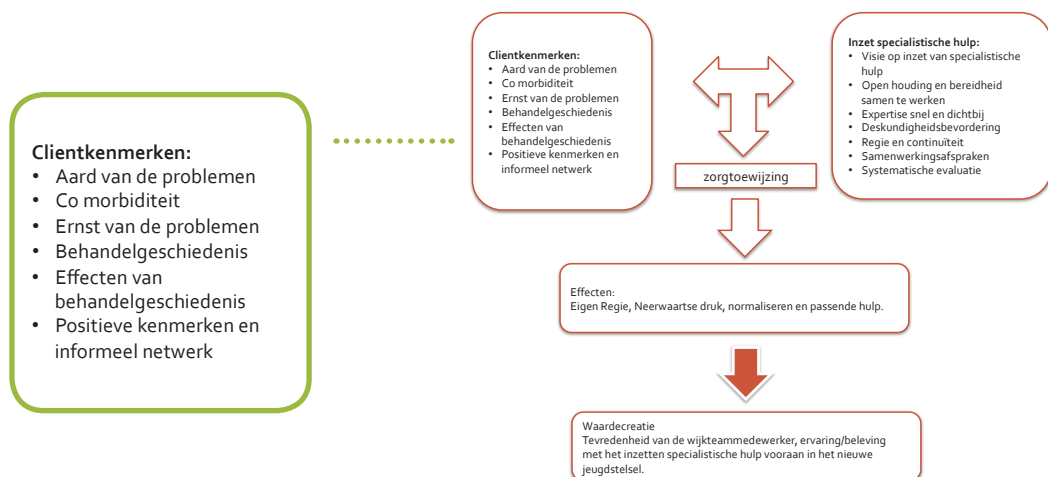 Clientkenmerken:
• Aard van de problemen
• Co morbiditeit
• Ernst van de problemen
• Behandelgeschiedenis
• Effecten van
behandelgeschiedenis
• Positieve kenmerken en
informeel netwerk
Clientkenmerken:
• Aard van de problemen
• Co morbiditeit
• Ernst van de problemen
• Behandelgeschiedenis
• Effecten van
behandelgeschiedenis
• Positieve kenmerken en
informeel netwerk
Inzet specialistische hulp:
• Visie op inzet van specialistische
hulp
• Open houding en bereidheid
samen te werken
• Expertise snel en dichtbij
• Deskundigheidsbevordering
• Regie en continuïteit
• Samenwerkingsafspraken
• Systematische evaluatie
zorgtoewijzing
Effecten:
Eigen Regie, Neerwaartse druk, normaliseren en passende hulp.
Waardecreatie
Tevredenheid van de wijkteammedewerker, ervaring/beleving
met het inzetten specialistische hulp vooraan in het nieuwe
jeugdstelsel.